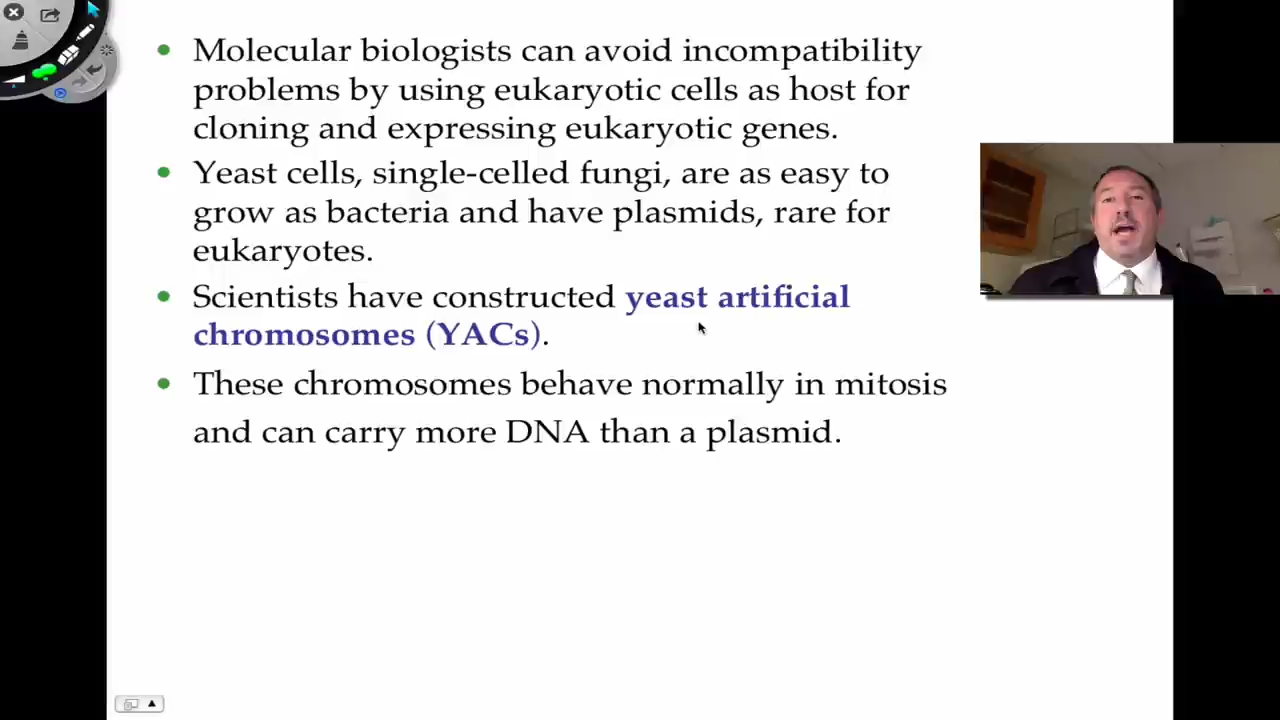 • Molecular biologists can avoid incompatibility
problems by using eukaryotic cells as host for
cloning and expressing eukaryotic genes.
• Yeast cells, single-celled fungi, are as easy to
grow as bacteria and have plasmids, rare for
eukaryotes.
• Scientists have constructed yeast artificial
chromosomes (YACs).
• These chromosomes behave normally in mitosis
and can carry more DNA than a plasmid.